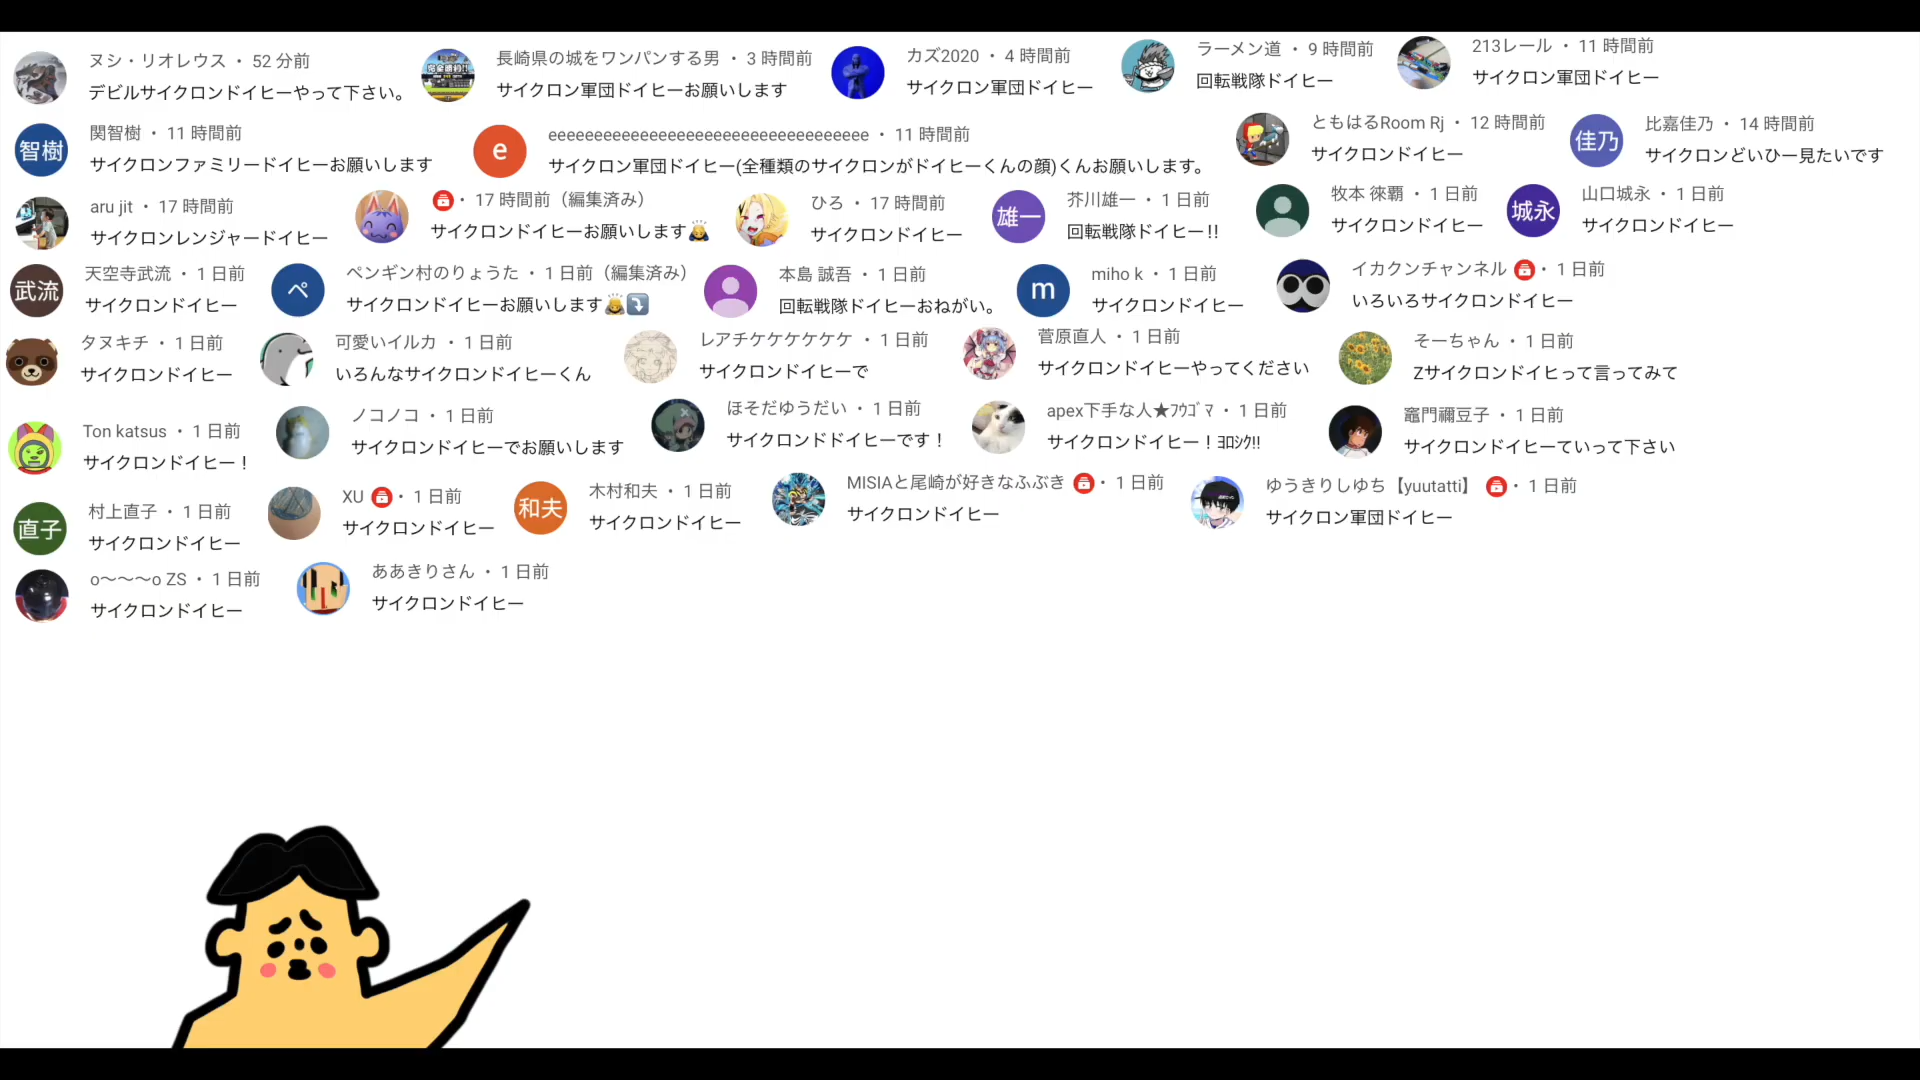 ヌシ・リオレウス ・ 52 分前
デビルサイクロンドイヒーやって下さい。
長崎県の城をワンパンする男 ・ 3 時間前
サイクロン軍団ドイヒーお願いします
カズ2020 ・ 4 時間前
サイクロン軍団ドイヒー
ラーメン道 ・ 9 時間前
回転戦隊ドイヒー
213レール ・ 11 時間前
サイクロン軍団ドイヒー
智樹
関智樹 ・ 11 時間前
サイクロンファミリードイヒーお願いします
e
eeeeeeeeeeeeeeeeeeeeeeeeeeeeeeeeeee ・ 11 時間前
サイクロン軍団ドイヒー(全種類のサイクロンがドイヒーくんの顔)くんお願いします。
ともはるRoom Rj ・ 12 時間前
サイクロンドイヒー
佳乃
比嘉佳乃 ・ 14 時間前
サイクロンどいひー見たいです
aru jit ・ 17 時間前
サイクロンレンジャードイヒー
・ 17 時間前（編集済み）
サイクロンドイヒーお願いします🙇
ひろ ・ 17 時間前
サイクロンドイヒー
雄一
芥川雄一 ・ 1 日前
回転戦隊ドイヒー!!
牧本 徠覇 ・ 1 日前
サイクロンドイヒー
城永
山口城永 ・ 1 日前
サイクロンドイヒー
武流
天空寺武流 ・ 1 日前
サイクロンドイヒー
ペ
ペンギン村のりょうた ・ 1 日前（編集済み）
サイクロンドイヒーお願いします🙇⤵️
本島 誠吾 ・ 1 日前
回転戦隊ドイヒーおねがい。
m
miho k ・ 1 日前
サイクロンドイヒー
イカクンチャンネル ・ 1 日前
いろいろサイクロンドイヒー
タヌキチ ・ 1 日前
サイクロンドイヒー
可愛いイルカ ・ 1 日前
いろんなサイクロンドイヒーくん
レアチケケケケケケ ・ 1 日前
サイクロンドイヒーで
菅原直人 ・ 1 日前
サイクロンドイヒーやってください
そーちゃん ・ 1 日前
Zサイクロンドイヒって言ってみて
Ton katsus ・ 1 日前
サイクロンドイヒー！
ノコノコ ・ 1 日前
サイクロンドイヒーでお願いします
ほそだゆうだい ・ 1 日前
サイクロンドドイヒーです！
apex下手な人★ﾌｳｺﾞﾏ ・ 1 日前
サイクロンドイヒー！ﾖﾛｼｸ!!
竈門禰豆子 ・ 1 日前
サイクロンドイヒーていって下さい
直子
村上直子 ・ 1 日前
サイクロンドイヒー
XU ・ 1 日前
サイクロンドイヒー
和夫
木村和夫 ・ 1 日前
サイクロンドイヒー
MISIAと尾崎が好きなふぶき ・ 1 日前
サイクロンドイヒー
ゆうきりしゆち【yuutatti】 ・ 1 日前
サイクロン軍団ドイヒー
o〜〜〜o ZS ・ 1 日前
サイクロンドイヒー
ああきりさん ・ 1 日前
サイクロンドイヒー